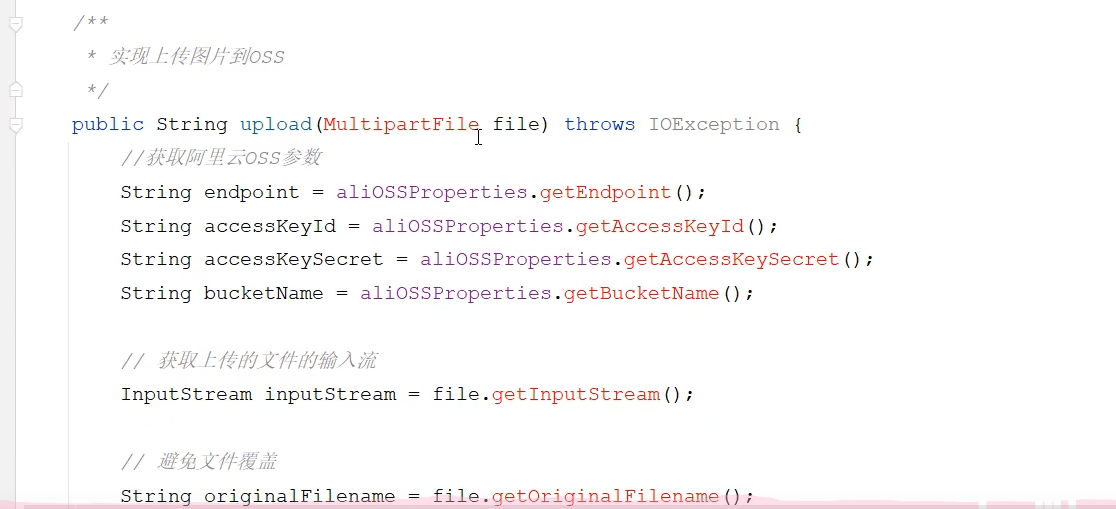 /**
* 实现上传图片到OSS
*/
public String upload(MultipartFile file) throws IOException {
//获取阿里云OSS参数
String endpoint = aliOSSProperties.getEndpoint();
String accessKeyId = aliOSSProperties.getAccessKeyId();
String accessKeySecret = aliOSSProperties.getAccessKeySecret();
String bucketName = aliOSSProperties.getBucketName();
// 获取上传的文件的输入流
InputStream inputStream = file.getInputStream();
// 避免文件覆盖
String originalFilename = file.getOriginalFilename();